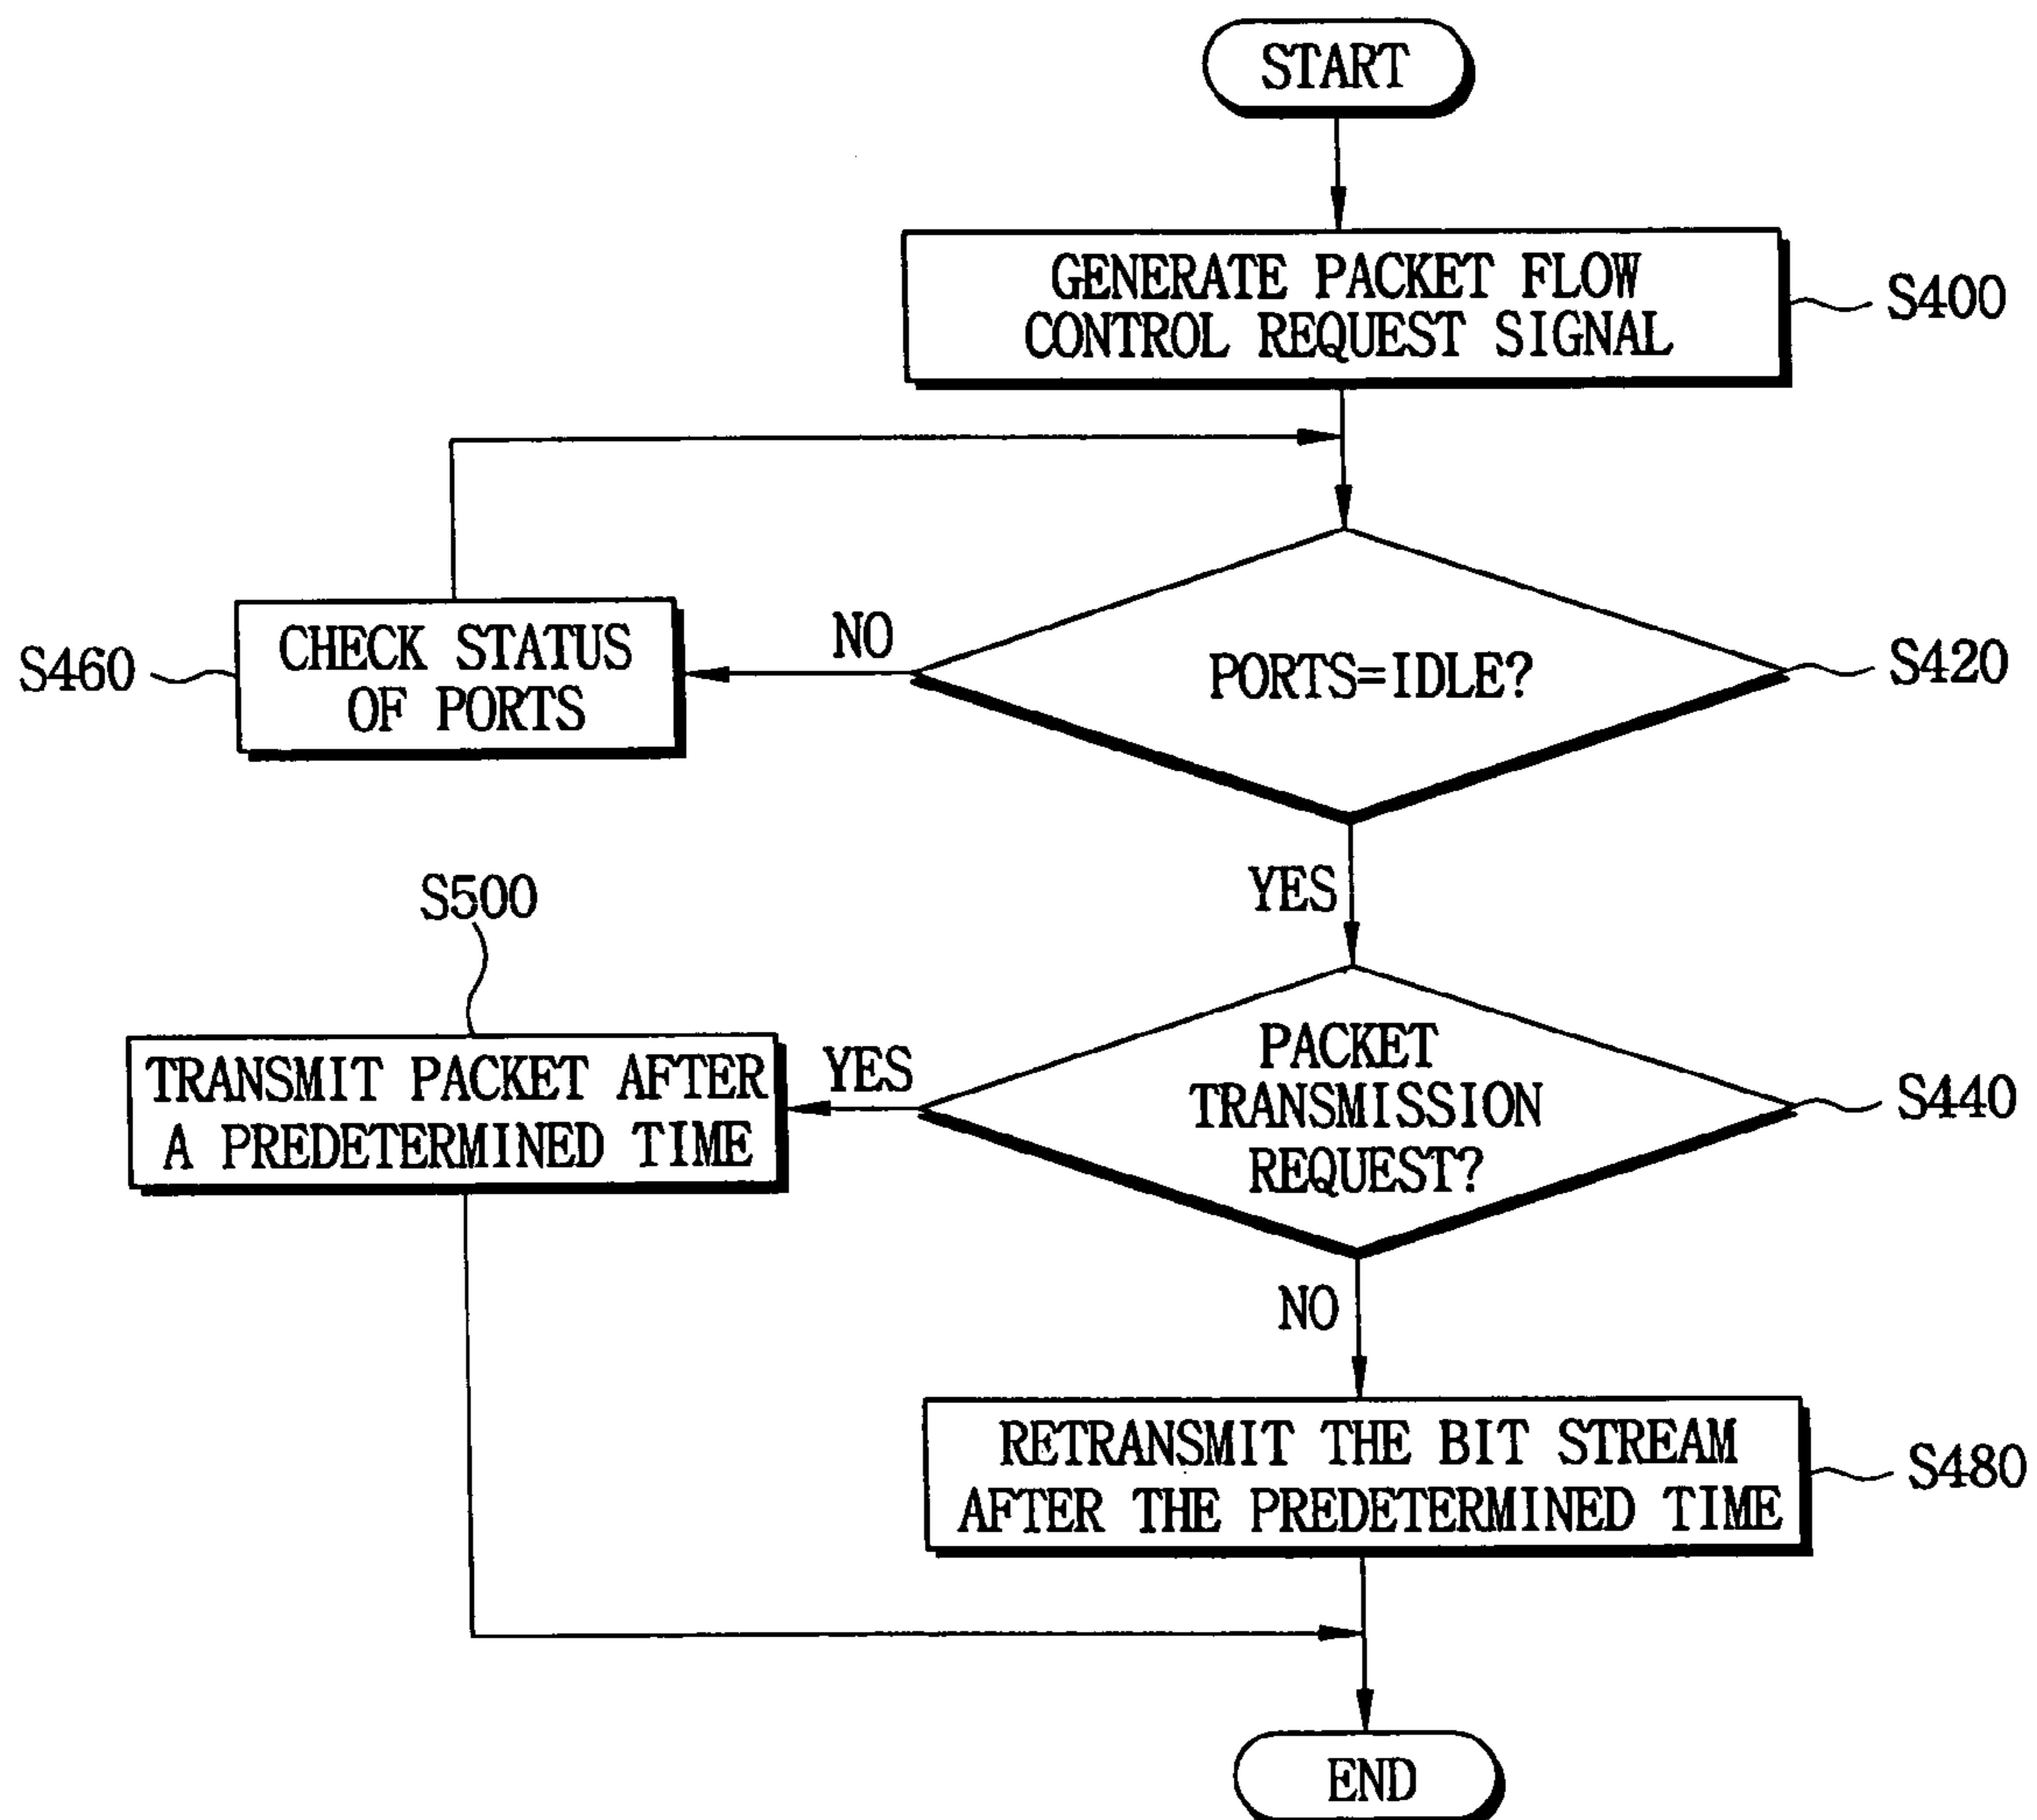 START
GENERATE PACKET FLOW
CONTROL REQUEST SIGNAL
S400
CHECK STATUS
OF PORTS
S460
NO
PORTS=IDLE?
S420
YES
S500
TRANSMIT PACKET AFTER
A PREDETERMINED TIME
YES
PACKET
TRANSMISSION
REQUEST?
S440
NO
RETRANSMIT THE BIT STREAM
AFTER THE PREDETERMINED TIME
S480
END